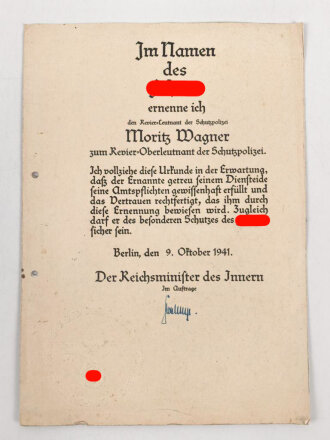 Im Namen
des
ernenne ich
den Revier-Leutnant der Schutzpolizei
Moritz Wagner
zum Revier-Oberleutnant der Schutzpolizei.
Ich vollziehe diese Urkunde in der Erwartung,
daß der Ernannte getreu seinem Diensteide
seine Amtspflichten gewissenhaft erfüllt und
das Vertrauen rechtfertigt, das ihm durch
diese Ernennung bewiesen wird. Zugleich
darf er des besonderen Schutzes des
sicher sein.
Berlin, den 9. Oktober 1941.
Der Reichsminister des Innern
Im Auftrage